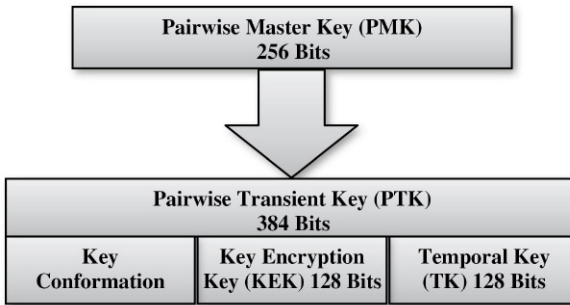 Pairwise Master Key (PMK)
256 Bits
Pairwise Transient Key (PTK)
384 Bits
Key
Conformation
Key Encryption
Key (KEK) 128 Bits
Temporal Key
(TK) 128 Bits